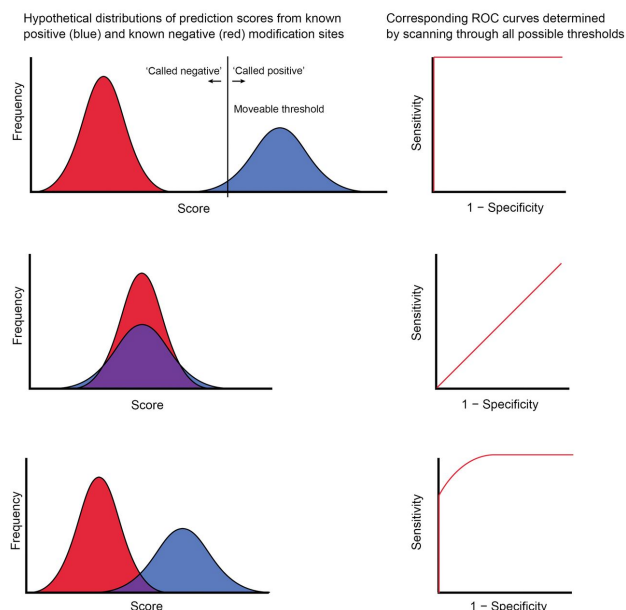 Hypothetical distributions of prediction scores from known
positive (blue) and known negative (red) modification sites
Corresponding ROC curves determined
by scanning through all possible thresholds
‘Called negative’
‘Called positive’
Moveable threshold
Frequency
Score
Sensitivity
1 − Specificity
Frequency
Score
Sensitivity
1 − Specificity
Frequency
Score
Sensitivity
1 − Specificity